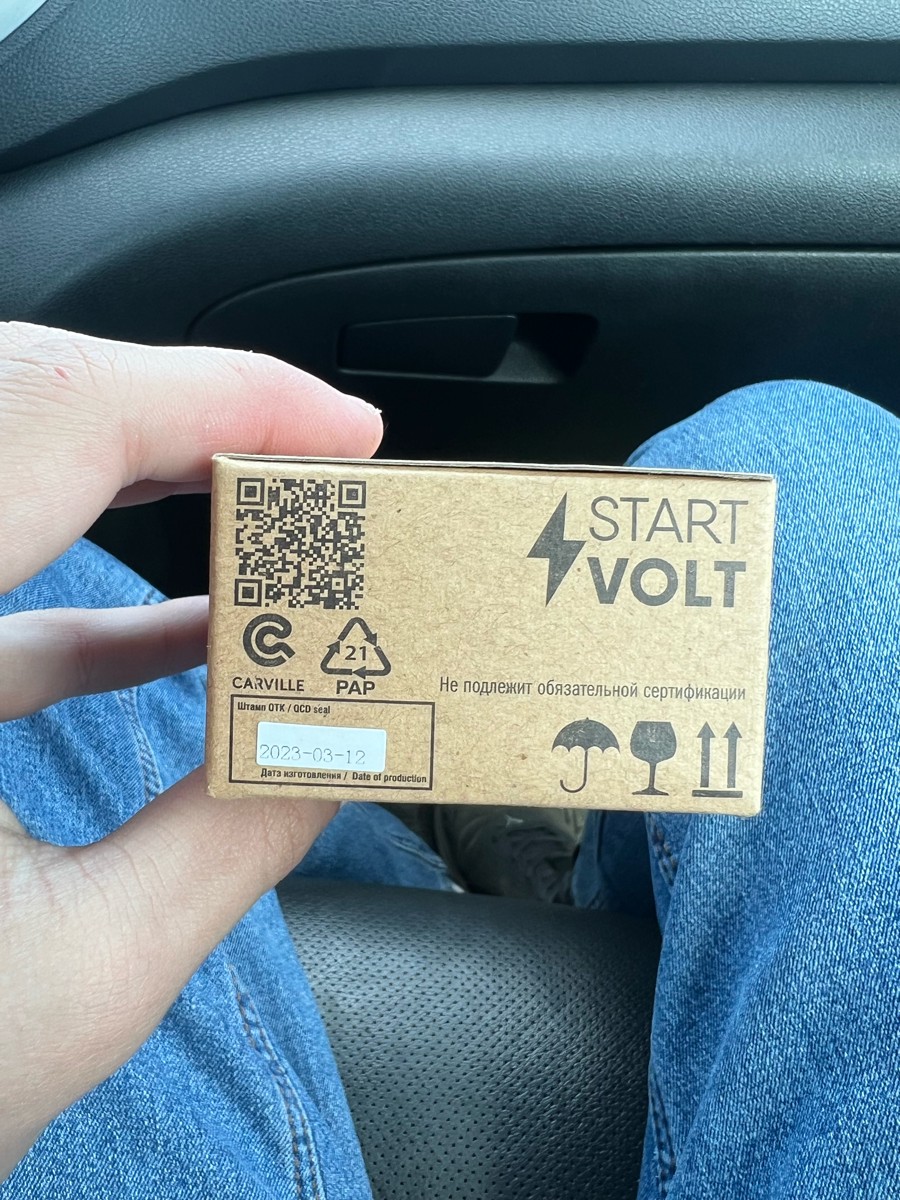 START
VOLT
CARVILLE
21
PAP
Не подлежит обязательной сертификации
Штамп ОТК / QCD seal
2023-03-12
Дата изготовления / Date of production